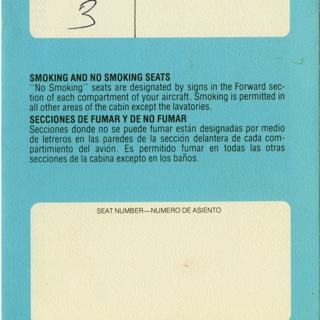 3
SMOKING AND NO SMOKING SEATS
"No Smoking" seats are designated by signs in the Forward sec-
tion of each compartment of your aircraft. Smoking is permitted in
all other areas of the cabin except the lavatories.
SECCIONES DE FUMAR Y DE NO FUMAR
Secciones donde no se puede fumar están designadas por medio
de letreros en las paredes de la sección delantera de cada com-
partimiento del avión. Es permitido fumar en todas las otras
secciones de la cabina excepto en los baños.
SEAT NUMBER—NUMERO DE ASIENTO